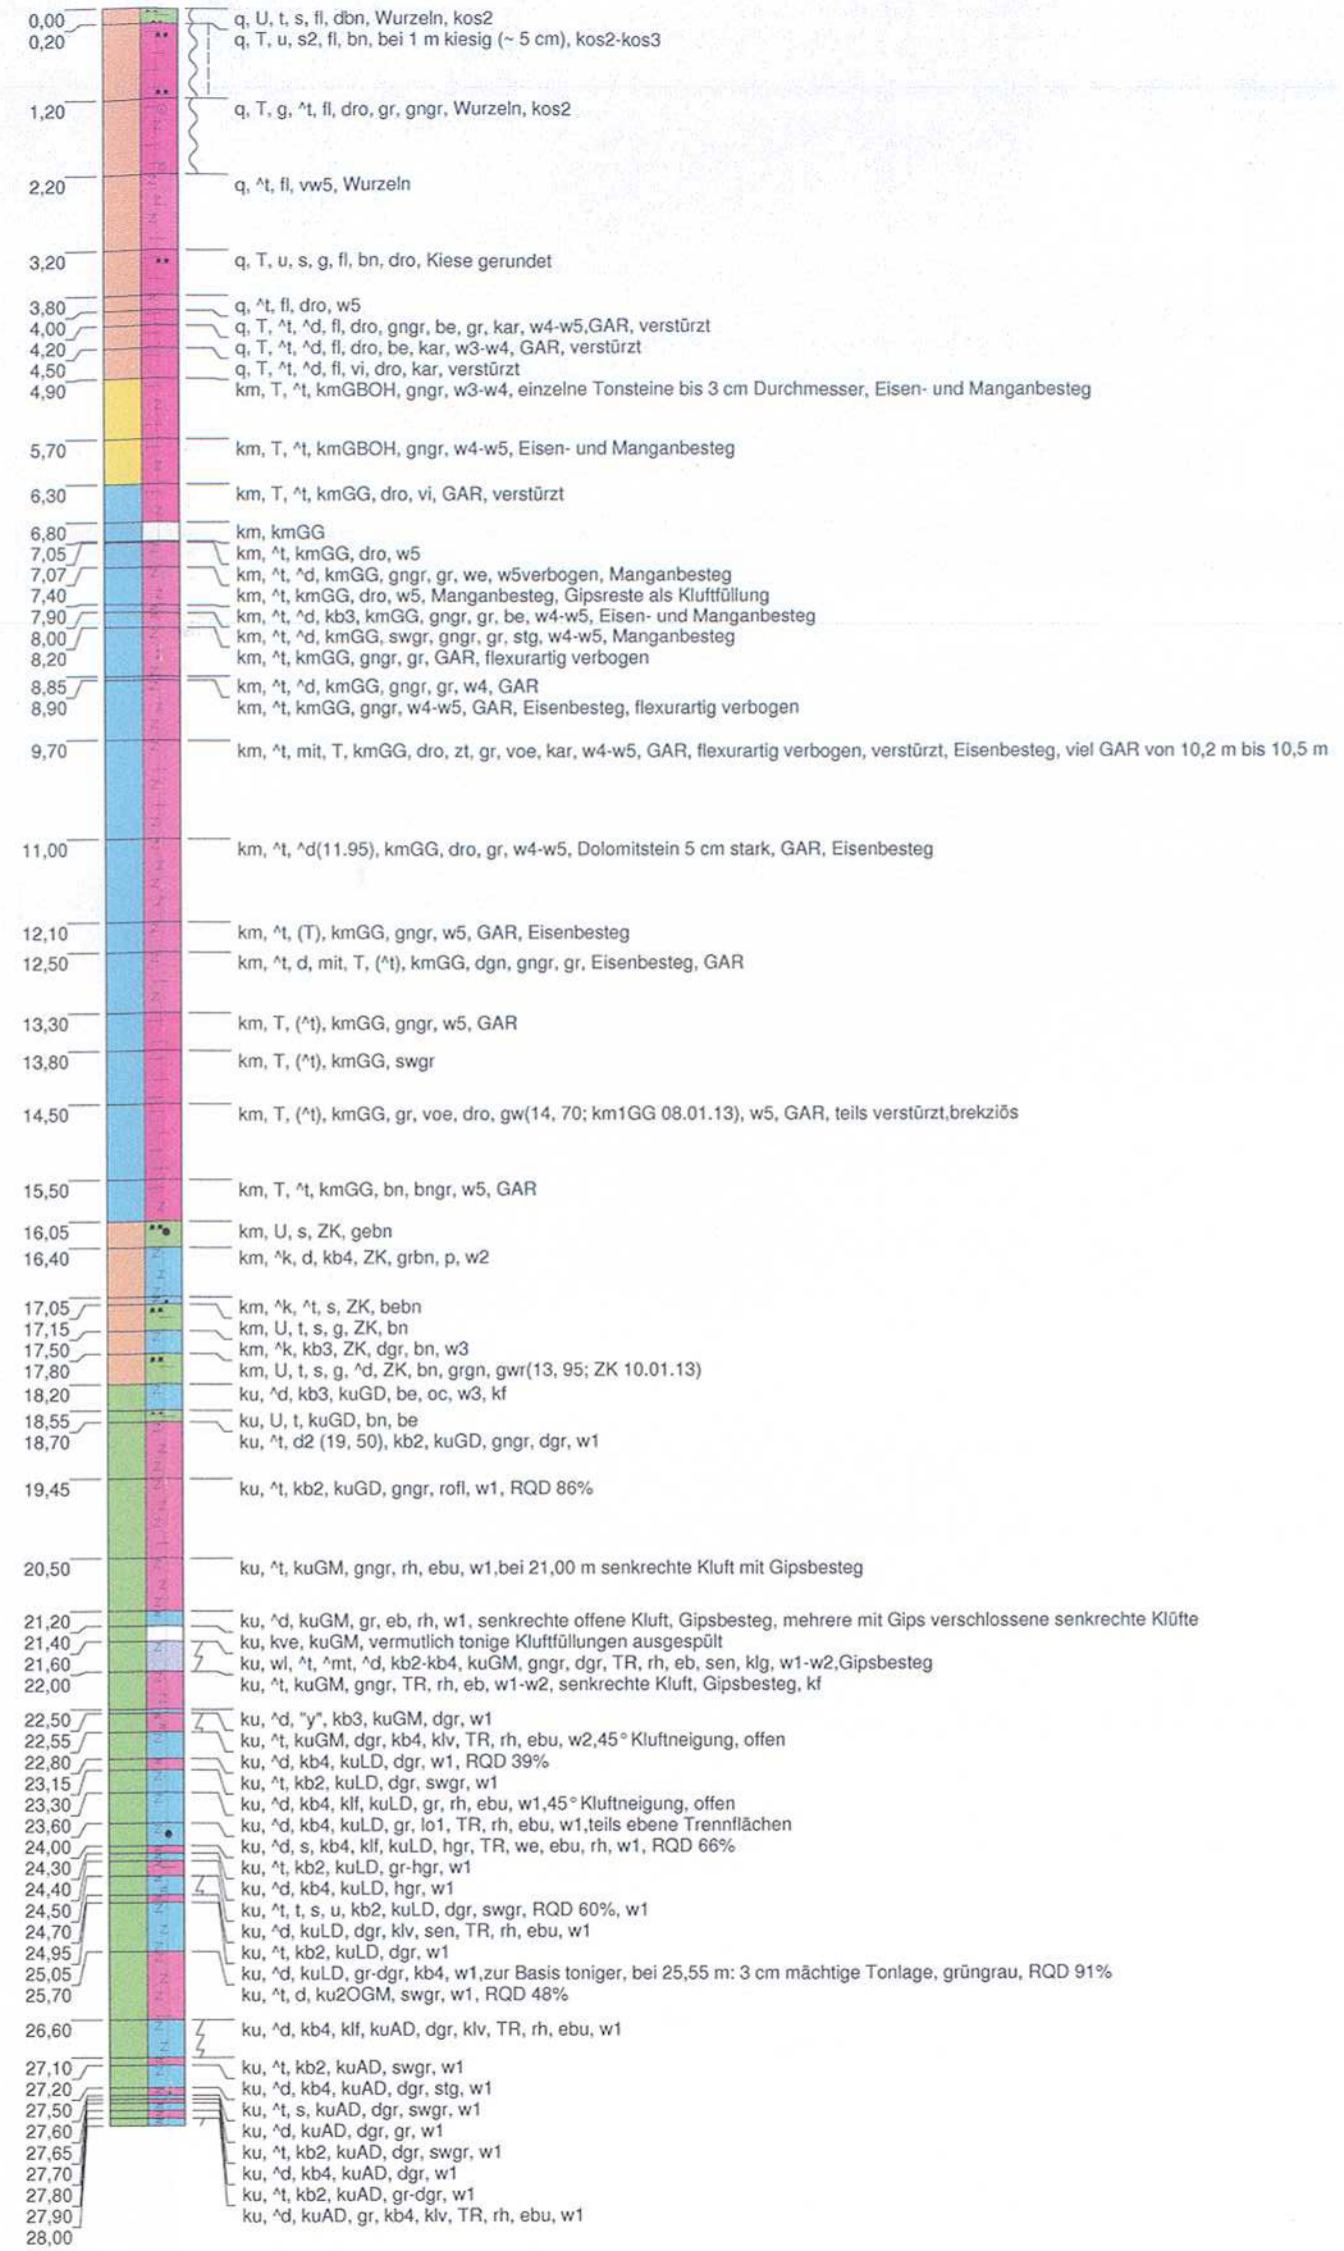 0,00 q, U, t, s, fl, dbn, Wurzeln, kos2
0,20 q, T, u, s2, fl, bn, bei 1 m kiesig (~ 5 cm), kos2-kos3
1,20 q, T, g, ^t, fl, dro, gr, gngr, Wurzeln, kos2
2,20 q, ^t, fl, vw5, Wurzeln
3,20 q, T, u, s, g, fl, bn, dro, Kiese gerundet
3,80 q, ^t, fl, dro, w5
4,00 q, T, ^t, ^d, fl, dro, gngr, be, gr, kar, w4-w5,GAR, verstürzt
4,20 q, T, ^t, ^d, fl, dro, be, kar, w3-w4, GAR, verstürzt
4,50 q, T, ^t, ^d, fl, vi, dro, kar, verstürzt
4,90 km, T, ^t, kmGBOH, gngr, w3-w4, einzelne Tonsteine bis 3 cm Durchmesser, Eisen- und Manganbesteg
5,70 km, T, ^t, kmGBOH, gngr, w4-w5, Eisen- und Manganbesteg
6,30 km, T, ^t, kmGG, dro, vi, GAR, verstürzt
6,80 km, kmGG
7,05 km, ^t, kmGG, dro, w5
7,07 km, ^t, ^d, kmGG, gngr, gr, we, w5verbogen, Manganbesteg
7,40 km, ^t, kmGG, dro, w5, Manganbesteg, Gipsreste als Kluftfüllung
7,90 km, ^t, ^d, kb3, kmGG, gngr, gr, be, w4-w5, Eisen- und Manganbesteg
8,00 km, ^t, ^d, kmGG, swgr, gngr, gr, stg, w4-w5, Manganbesteg
8,20 km, ^t, kmGG, gngr, gr, GAR, flexurartig verbogen
8,85 km, ^t, ^d, kmGG, gngr, gr, w4, GAR
8,90 km, ^t, kmGG, gngr, w4-w5, GAR, Eisenbesteg, flexurartig verbogen
9,70 km, ^t, mit, T, kmGG, dro, zt, gr, voe, kar, w4-w5, GAR, flexurartig verbogen, verstürzt, Eisenbesteg, viel GAR von 10,2 m bis 10,5 m
11,00 km, ^t, ^d(11.95), kmGG, dro, gr, w4-w5, Dolomitstein 5 cm stark, GAR, Eisenbesteg
12,10 km, ^t, (T), kmGG, gngr, w5, GAR, Eisenbesteg
12,50 km, ^t, d, mit, T, (^t), kmGG, dgn, gngr, gr, Eisenbesteg, GAR
13,30 km, T, (^t), kmGG, gngr, w5, GAR
13,80 km, T, (^t), kmGG, swgr
14,50 km, T, (^t), kmGG, gr, voe, dro, gw(14, 70; km1GG 08.01.13), w5, GAR, teils verstürzt,brekziös
15,50 km, T, ^t, kmGG, bn, bngr, w5, GAR
16,05 km, U, s, ZK, gebn
16,40 km, ^k, d, kb4, ZK, grbn, p, w2
17,05 km, ^k, ^t, s, ZK, bebn
17,15 km, U, t, s, g, ZK, bn
17,50 km, ^k, kb3, ZK, dgr, bn, w3
17,80 km, U, t, s, g, ^d, ZK, bn, grgn, gwr(13, 95; ZK 10.01.13)
18,20 ku, ^d, kb3, kuGD, be, oc, w3, kf
18,55 ku, U, t, kuGD, bn, be
18,70 ku, ^t, d2 (19, 50), kb2, kuGD, gngr, dgr, w1
19,45 ku, ^t, kb2, kuGD, gngr, rofl, w1, RQD 86%
20,50 ku, ^t, kuGM, gngr, rh, ebu, w1,bei 21,00 m senkrechte Kluft mit Gipsbesteg
21,20 ku, ^d, kuGM, gr, eb, rh, w1, senkrechte offene Kluft, Gipsbesteg, mehrere mit Gips verschlossene senkrechte Klüfte
21,40 ku, kve, kuGM, vermutlich tonige Kluftfüllungen ausgespült
21,60 ku, wl, ^t, ^mt, ^d, kb2-kb4, kuGM, gngr, dgr, TR, rh, eb, sen, klg, w1-w2,Gipsbesteg
22,00 ku, ^t, kuGM, gngr, TR, rh, eb, w1-w2, senkrechte Kluft, Gipsbesteg, kf
22,50 ku, ^d, "y", kb3, kuGM, dgr, w1
22,55 ku, ^t, kuGM, dgr, kb4, klv, TR, rh, ebu, w2,45° Kluftneigung, offen
22,80 ku, ^d, kb4, kuLD, dgr, w1, RQD 39%
23,15 ku, ^t, kb2, kuLD, dgr, swgr, w1
23,30 ku, ^d, kb4, klf, kuLD, gr, rh, ebu, w1,45° Kluftneigung, offen
23,60 ku, ^d, kb4, kuLD, gr, lo1, TR, rh, ebu, w1,teils ebene Trennflächen
24,00 ku, ^d, s, kb4, klf, kuLD, hgr, TR, we, ebu, rh, w1, RQD 66%
24,30 ku, ^t, kb2, kuLD, gr-hgr, w1
24,40 ku, ^d, kb4, kuLD, hgr, w1
24,50 ku, ^t, t, s, u, kb2, kuLD, dgr, swgr, RQD 60%, w1
24,70 ku, ^d, kuLD, dgr, klv, sen, TR, rh, ebu, w1
24,95 ku, ^t, kb2, kuLD, dgr, w1
25,05 ku, ^d, kuLD, gr-dgr, kb4, w1,zur Basis toniger, bei 25,55 m: 3 cm mächtige Tonlage, grüngrau, RQD 91%
25,70 ku, ^t, d, ku2OGM, swgr, w1, RQD 48%
26,60 ku, ^d, kb4, klf, kuAD, dgr, klv, TR, rh, ebu, w1
27,10 ku, ^t, kb2, kuAD, swgr, w1
27,20 ku, ^d, kb4, kuAD, dgr, stg, w1
27,50 ku, ^t, s, kuAD, dgr, swgr, w1
27,60 ku, ^d, kuAD, dgr, gr, w1
27,65 ku, ^t, kb2, kuAD, dgr, swgr, w1
27,70 ku, ^d, kb4, kuAD, dgr, w1
27,80 ku, ^t, kb2, kuAD, gr-dgr, w1
27,90 ku, ^d, kuAD, gr, kb4, klv, TR, rh, ebu, w1
28,00